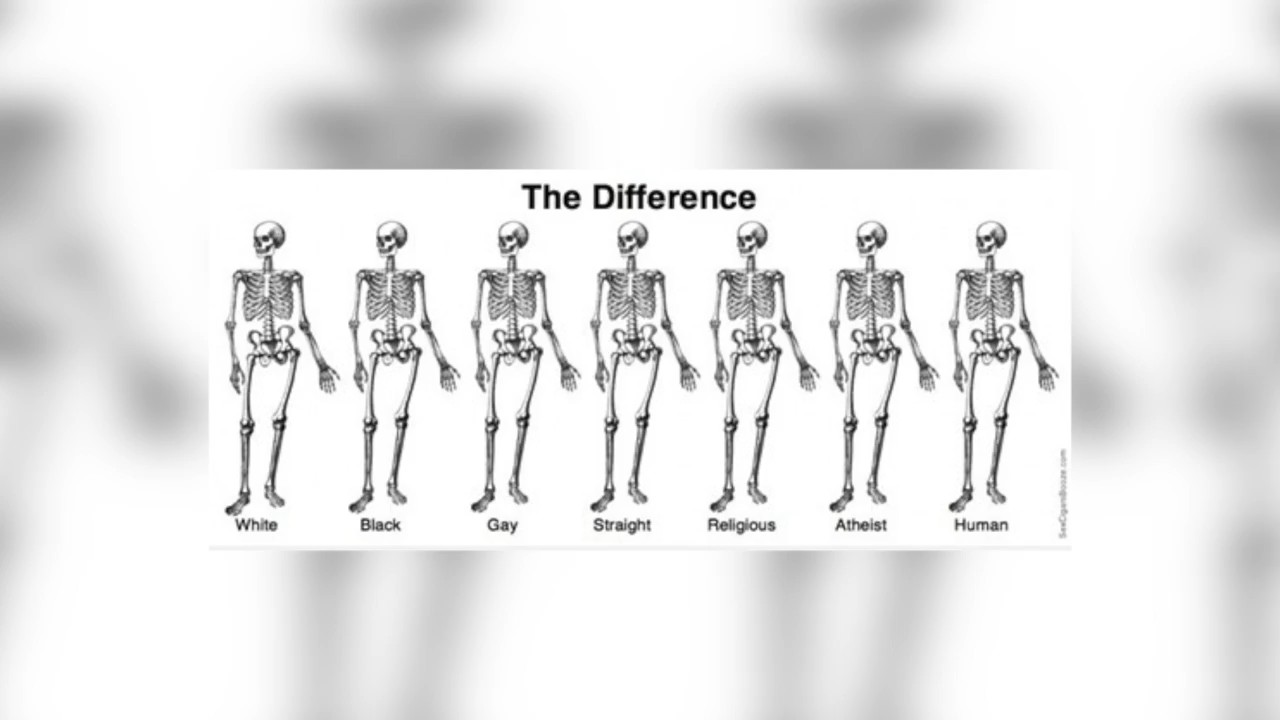 The Difference
White Black Gay Straight Religious Atheist Human